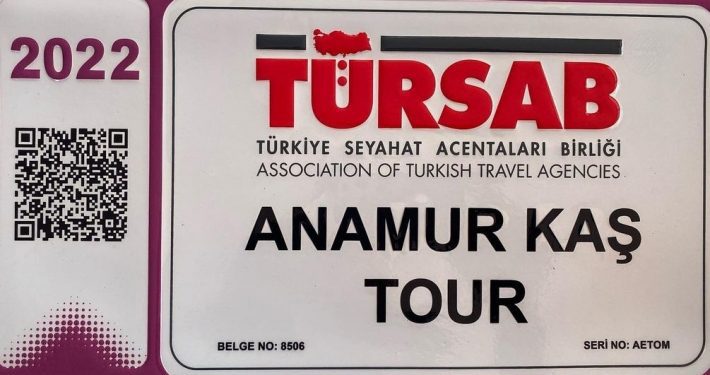 2022
TÜRSAB
TÜRKİYE SEYAHAT ACENTALARI BİRLİĞİ
ASSOCIATION OF TURKISH TRAVEL AGENCIES
ANAMUR KAŞ
TOUR
BELGE NO: 8506
SERİ NO: AETOM